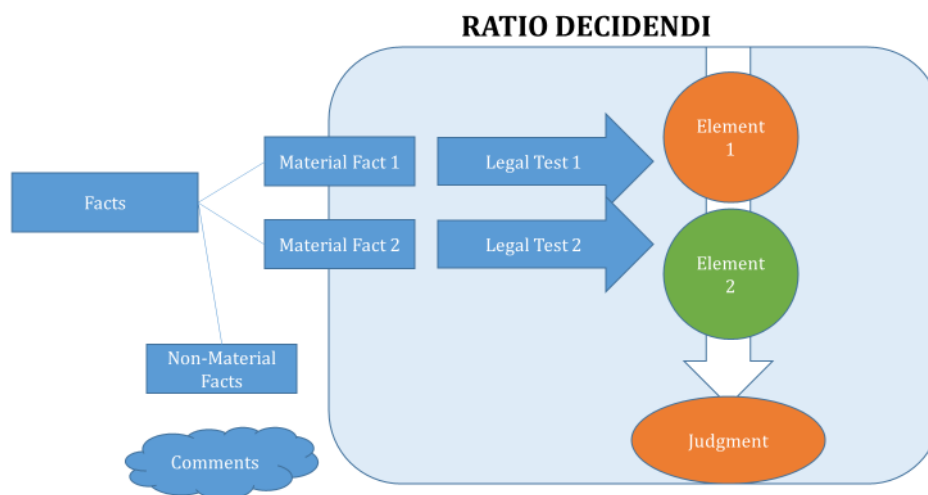 RATIO DECIDENDI
Element
1
Material Fact 1
Legal Test 1
Facts
Material Fact 2
Legal Test 2
Element
2
Non-Material
Facts
Comments
Judgment